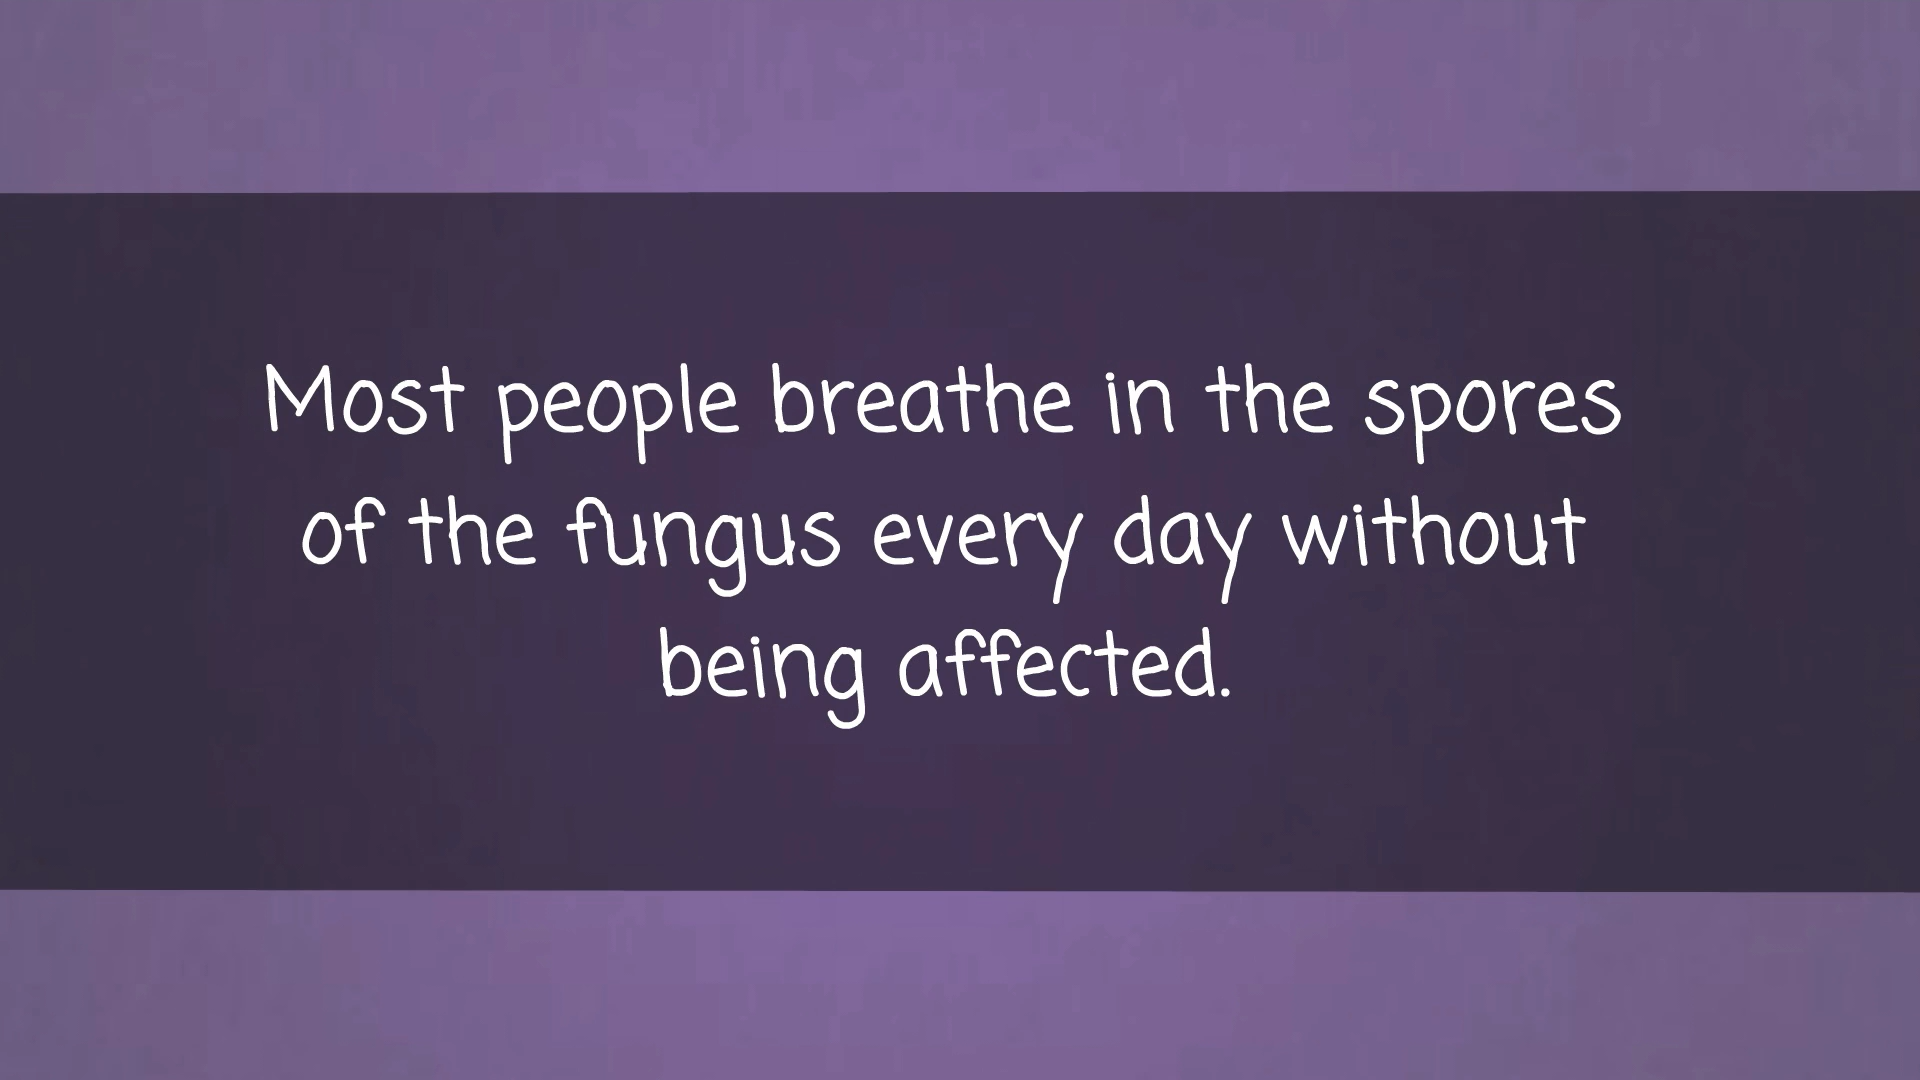 Most people breathe in the spores
of the fungus every day without
being affected.